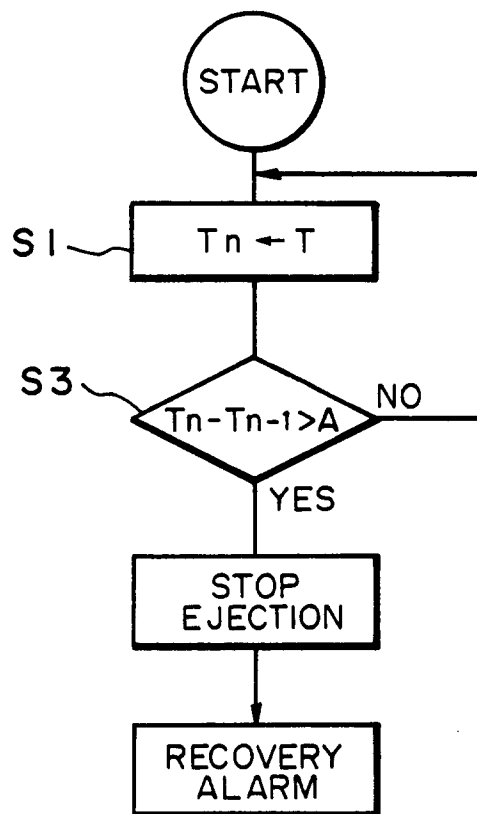 START
S1
Tn ← T
S3
Tn-Tn-1>A
NO
YES
STOP
EJECTION
RECOVERY
ALARM